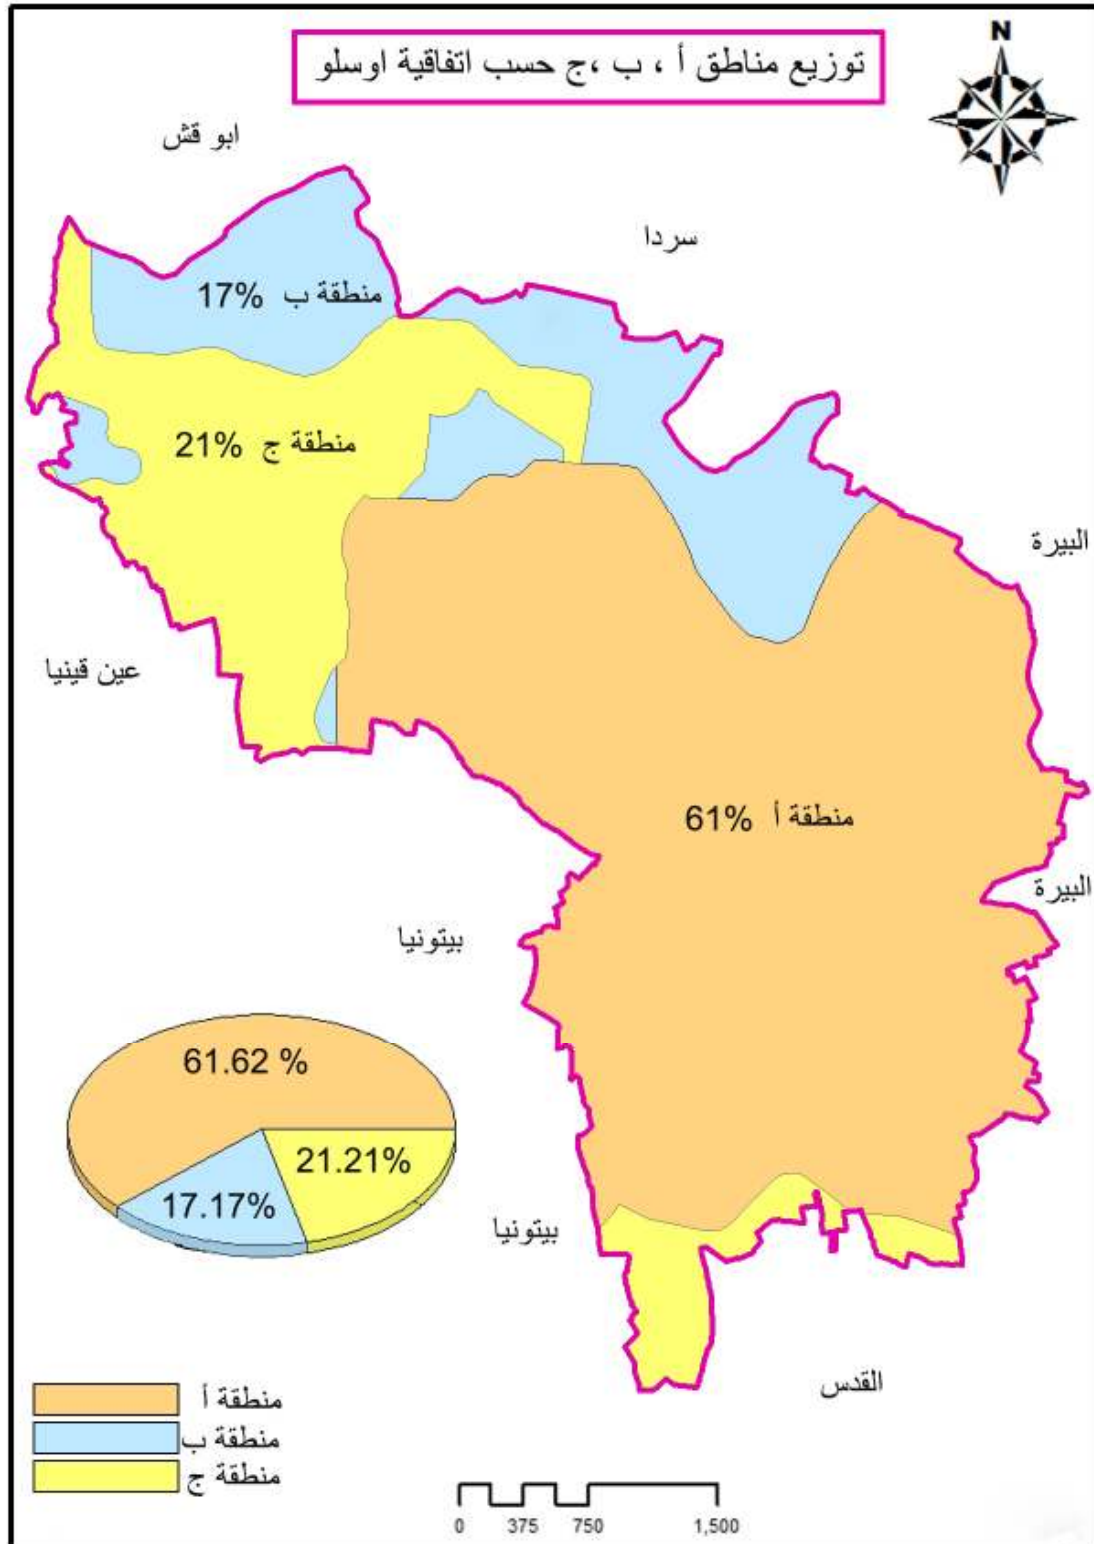 توزيع مناطق أ ، ب ،ج حسب اتفاقية اوسلو
N
ابو قش
سردا
منطقة ب 17%
منطقة ج 21%
البيرة
عين قينيا
منطقة أ 61%
البيرة
بيتونيا
61.62 %
21.21%
17.17%
بيتونيا
القدس
منطقة أ
منطقة ب
منطقة ج
0 375 750 1,500